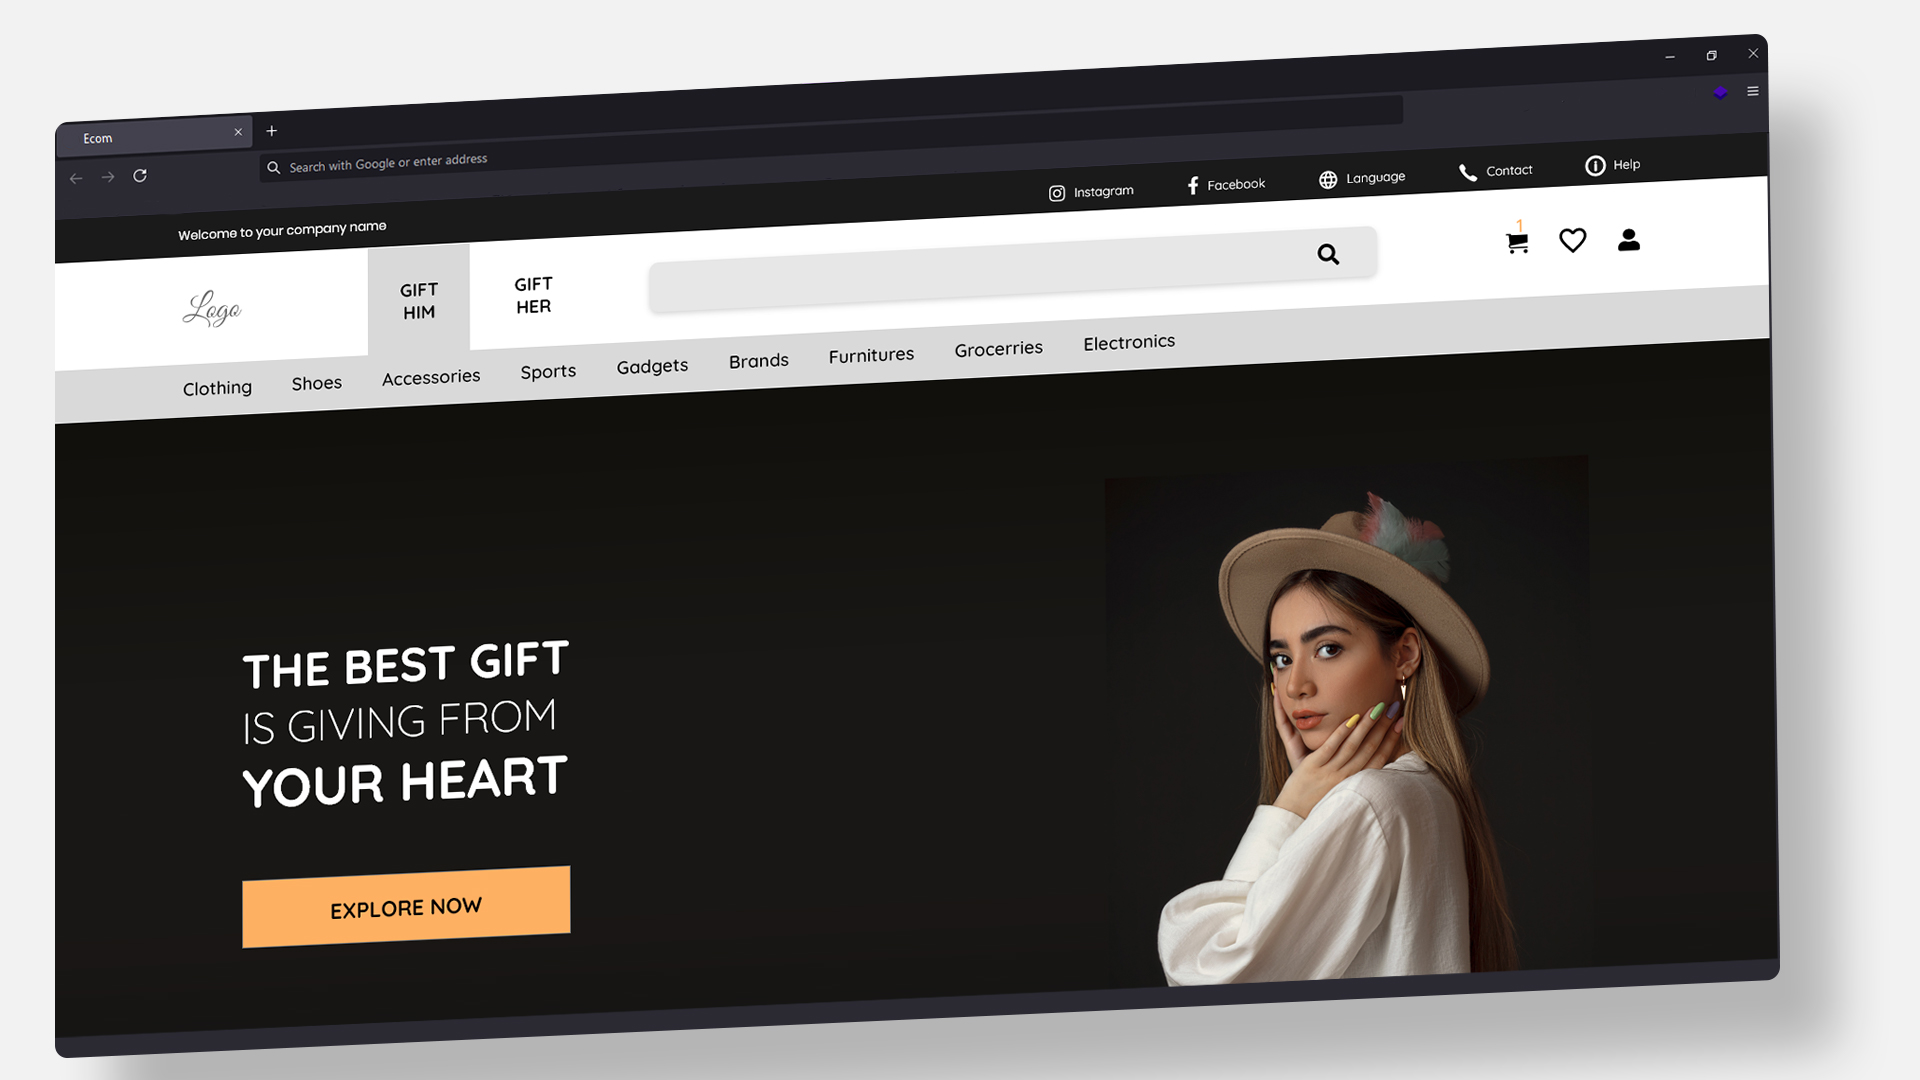 Ecom
Search with Google or enter address
Welcome to your company name
Instagram
Facebook
Language
Contact
Help
Logo
GIFT
HIM
GIFT
HER
1
Clothing
Shoes
Accessories
Sports
Gadgets
Brands
Furnitures
Grocerries
Electronics
THE BEST GIFT
IS GIVING FROM
YOUR HEART
EXPLORE NOW